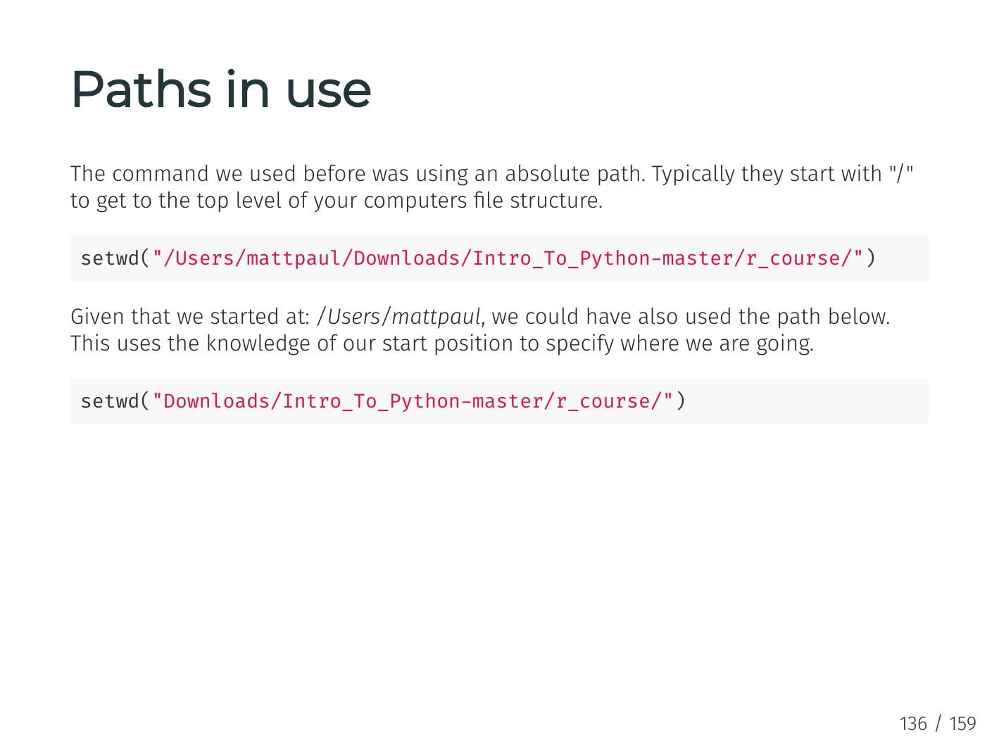 Paths in use
The command we used before was using an absolute path. Typically they start with "/"
to get to the top level of your computers file structure.
setwd("/Users/mattpaul/Downloads/Intro_To_Python-master/r_course/")
Given that we started at: /Users/mattpaul, we could have also used the path below.
This uses the knowledge of our start position to specify where we are going.
setwd("Downloads/Intro_To_Python-master/r_course/")
136 / 159